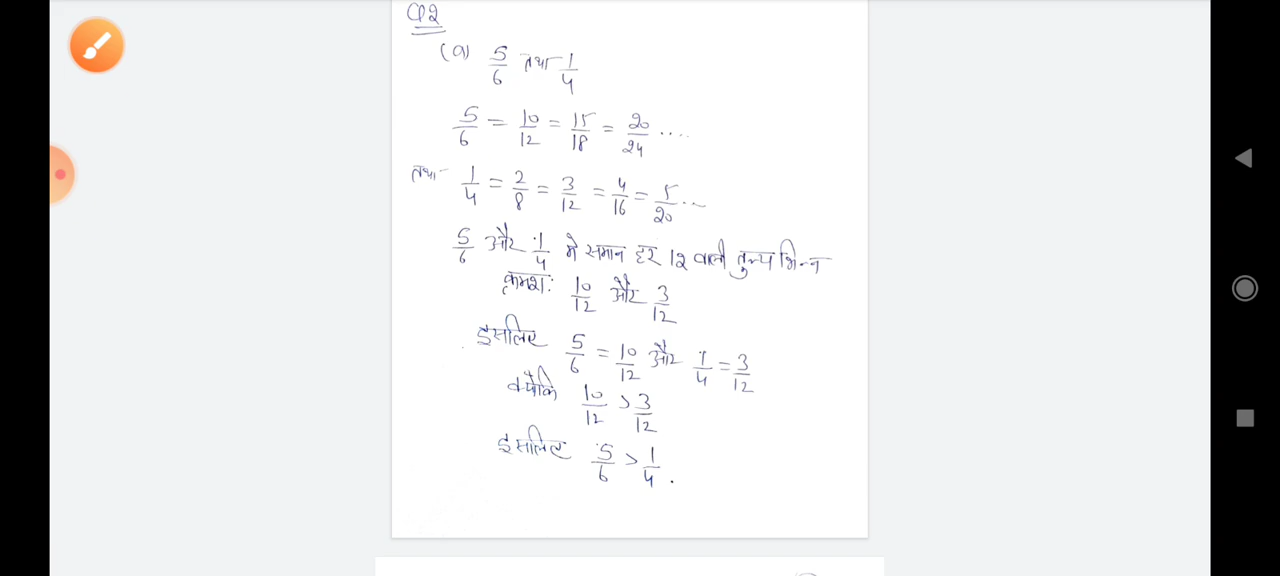 Q2
(a) 5/6 तथा 1/4
5/6 = 10/12 = 15/18 = 20/24 ....
तथा 1/4 = 2/8 = 3/12 = 4/16 = 5/20 ...
5/6 और 1/4 मे समान हर 12 वाली तुल्य भिन्न
क्रमश: 10/12 और 3/12
इसलिए 5/6 = 10/12 और 1/4 = 3/12
क्योंकि 10/12 > 3/12
इसलिए 5/6 > 1/4.